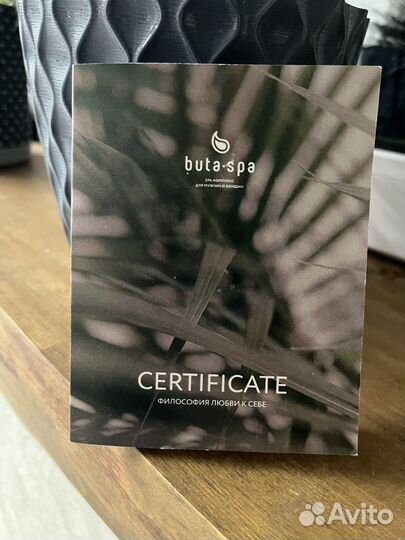 buta·spa
SPA-КОМПЛЕКС
ДЛЯ МУЖЧИН И ЖЕНЩИН
CERTIFICATE
ФИЛОСОФИЯ ЛЮБВИ К СЕБЕ
Avito